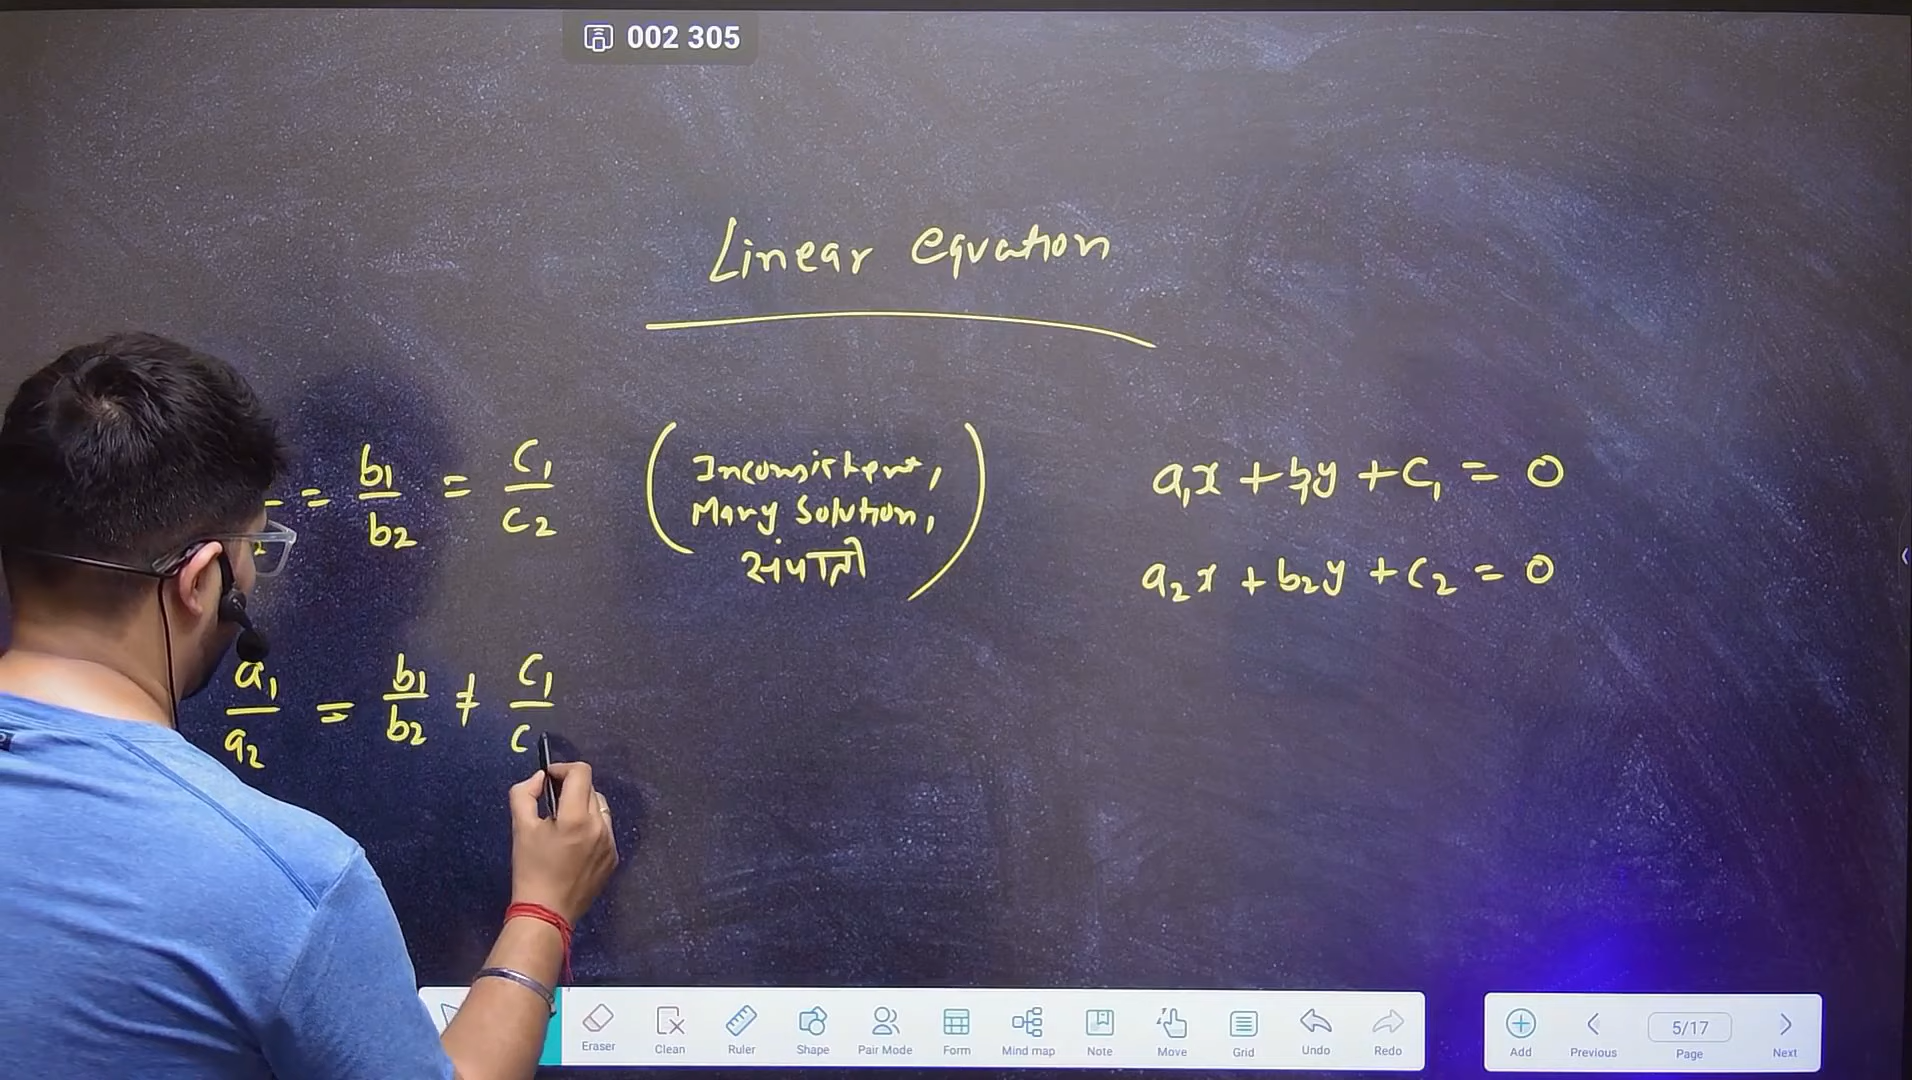 002 305
Linear equation
= b1/b2 = C1/C2
(Inconsistent,
Many Solution,
संपाती)
a1x + b1y + C1 = 0
a2x + b2y + C2 = 0
a1/a2 = b1/b2 ≠ C1/C
Eraser Clean Ruler Shape Pair Mode Form Mind map Note Move Grid Undo Redo
Add Previous 5/17 Page Next